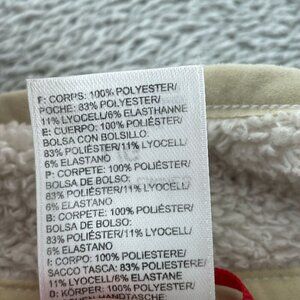 F: CORPS: 100% POLYESTER/
POCHE: 83% POLYESTER/
11% LYOCELL/6% ELASTHANNE
E: CUERPO: 100% POLIÉSTER/
BOLSA CON BOLSILLO:
83% POLIÉSTER/11% LYOCELL/
6% ELASTANO
P: CORPETE: 100% POLIÉSTER/
BOLSA DE BOLSO:
83% POLIÉSTER/11% LYOCELL/
6% ELASTANO
B: CORPETE: 100% POLIÉSTER/
BOLSA DE BOLSO: 83%
POLIÉSTER/11% LYOCELL/
6% ELASTANO
I: CORPO: 100% POLIESTERE/
SACCO TASCA: 83% POLIESTERE/
11% LYOCELL/6% ELASTAN
D: KÖRPER: 100% POLYESTER/